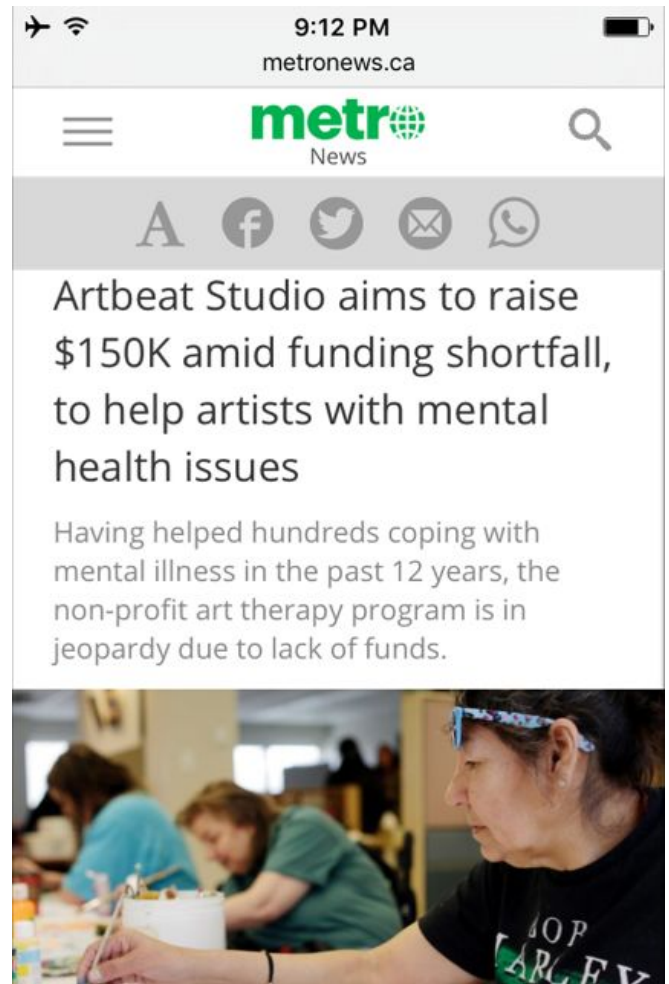 9:12 PM
metronews.ca
metro
News
A
Artbeat Studio aims to raise
$150K amid funding shortfall,
to help artists with mental
health issues
Having helped hundreds coping with
mental illness in the past 12 years, the
non-profit art therapy program is in
jeopardy due to lack of funds.